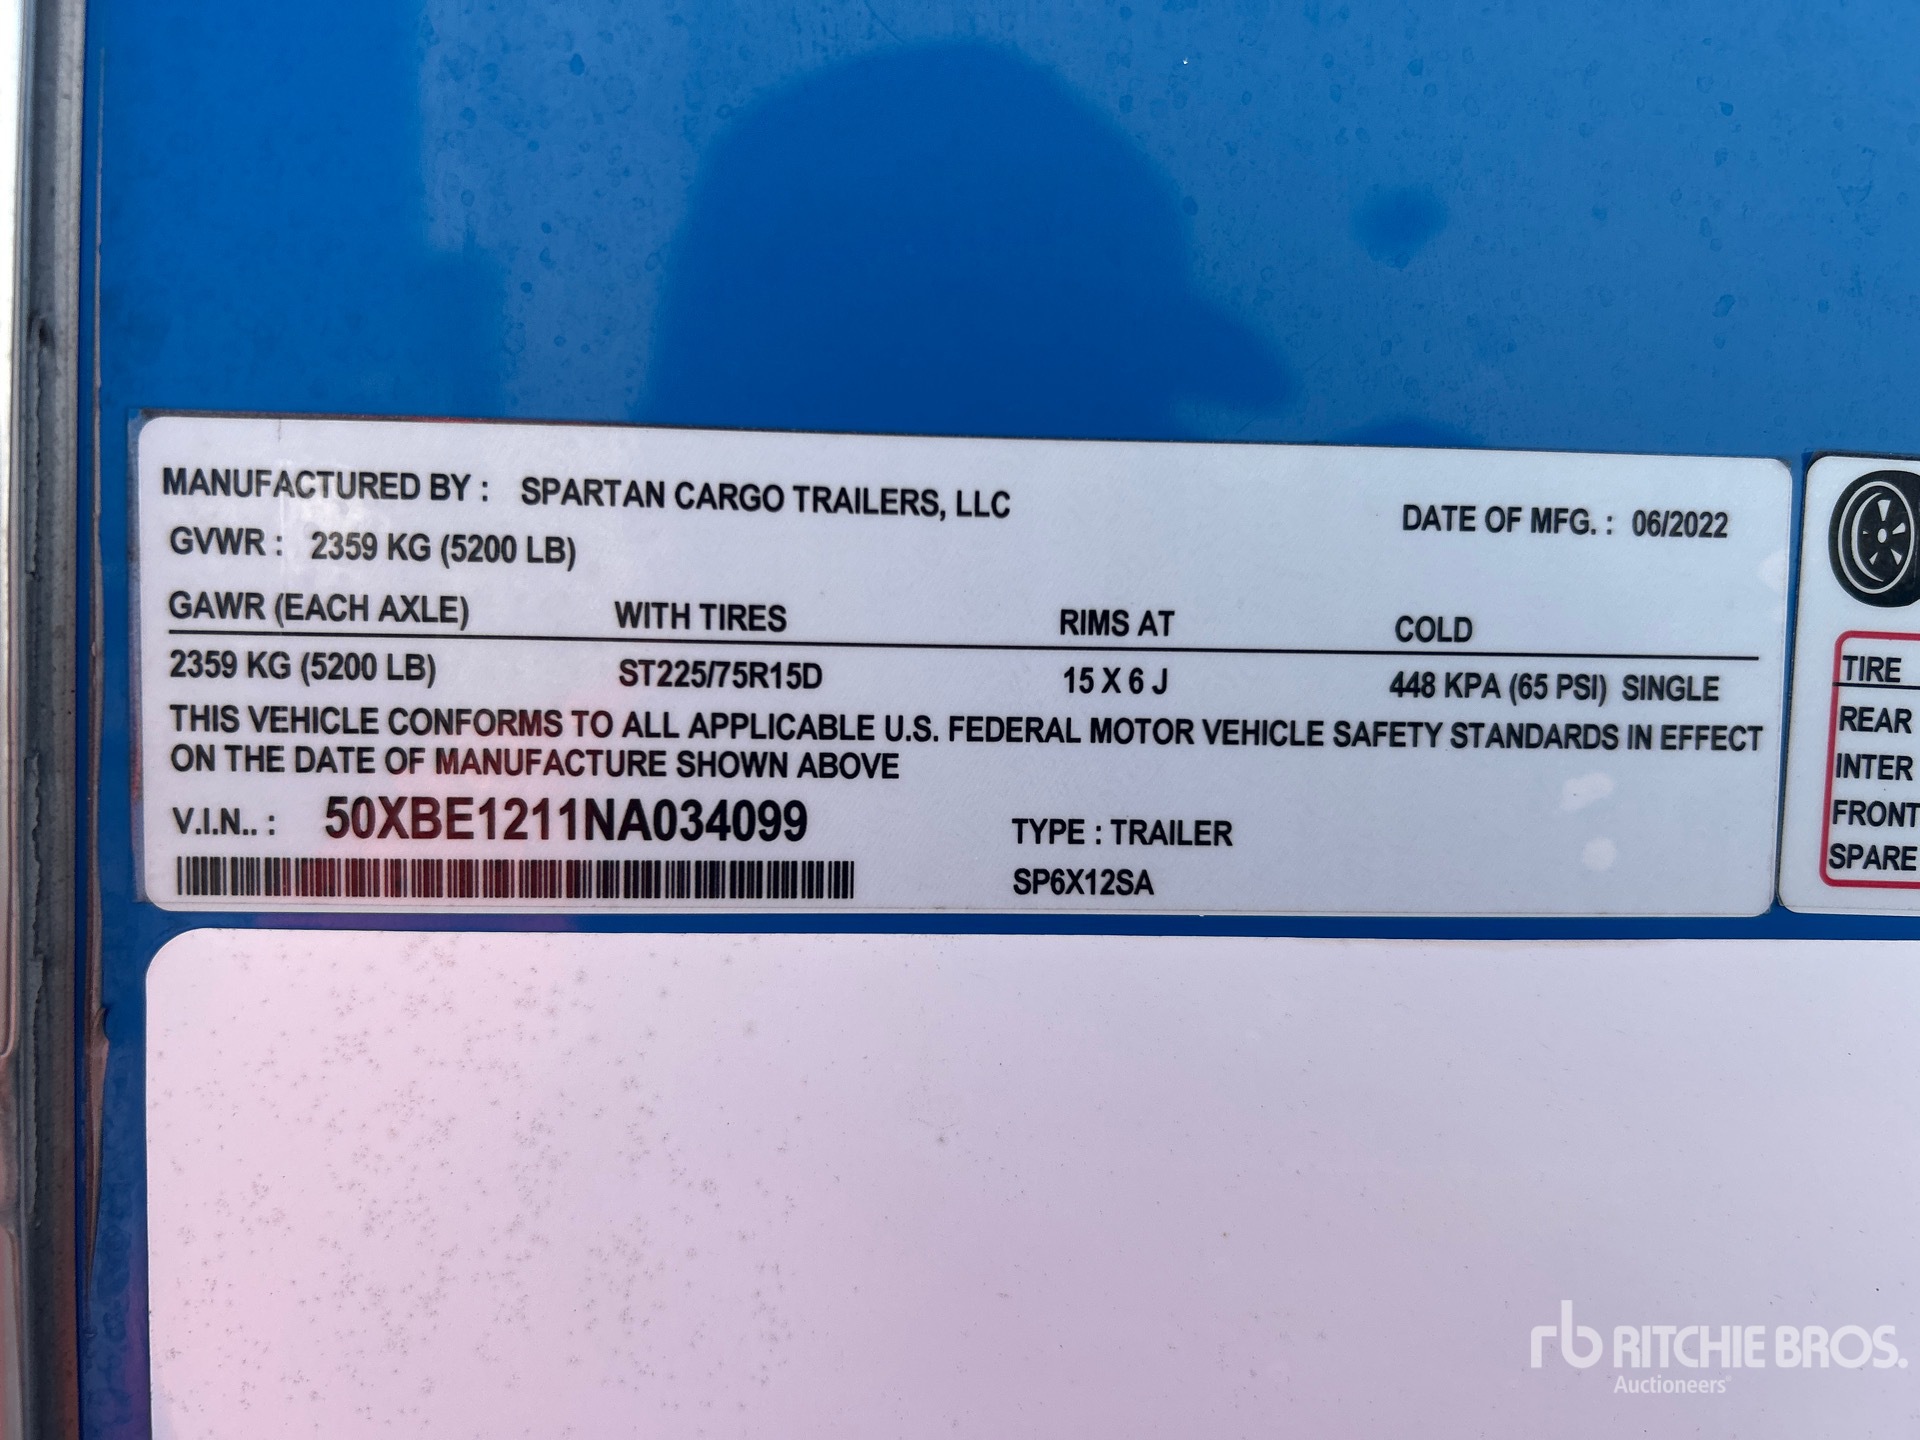 MANUFACTURED BY : SPARTAN CARGO TRAILERS, LLC
DATE OF MFG. : 06/2022
GVWR : 2359 KG (5200 LB)
GAWR (EACH AXLE) WITH TIRES RIMS AT COLD
2359 KG (5200 LB) ST225/75R15D 15 X 6 J 448 KPA (65 PSI) SINGLE
THIS VEHICLE CONFORMS TO ALL APPLICABLE U.S. FEDERAL MOTOR VEHICLE SAFETY STANDARDS IN EFFECT
ON THE DATE OF MANUFACTURE SHOWN ABOVE
V.I.N.. : 50XBE1211NA034099
TYPE : TRAILER
SP6X12SA
TIRE
REAR
INTER
FRONT
SPARE
rb RITCHIE BROS.
Auctioneers